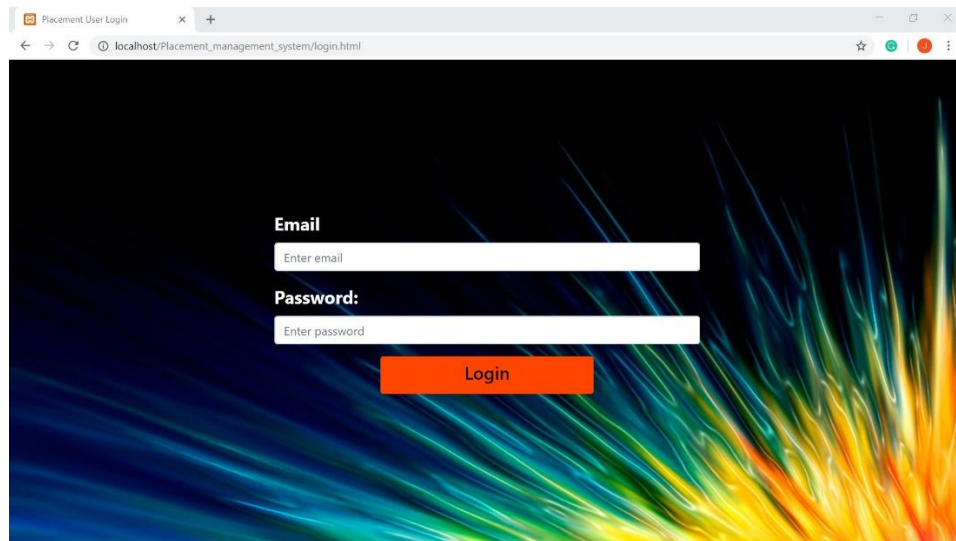 Placement User Login
localhost/Placement_management_system/login.html
J
Email
Enter email
Password:
Enter password
Login